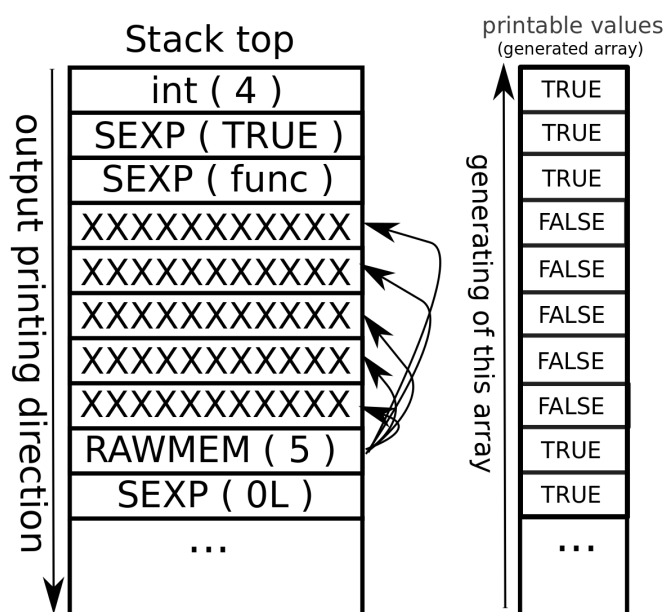 Stack top
int ( 4 )
SEXP ( TRUE )
SEXP ( func )
XXXXXXXXXXX
XXXXXXXXXXX
XXXXXXXXXXX
XXXXXXXXXXX
XXXXXXXXXXX
RAWMEM ( 5 )
SEXP ( 0L )
...
output printing direction
printable values
(generated array)
TRUE
TRUE
TRUE
FALSE
FALSE
FALSE
FALSE
FALSE
TRUE
TRUE
...
generating of this array